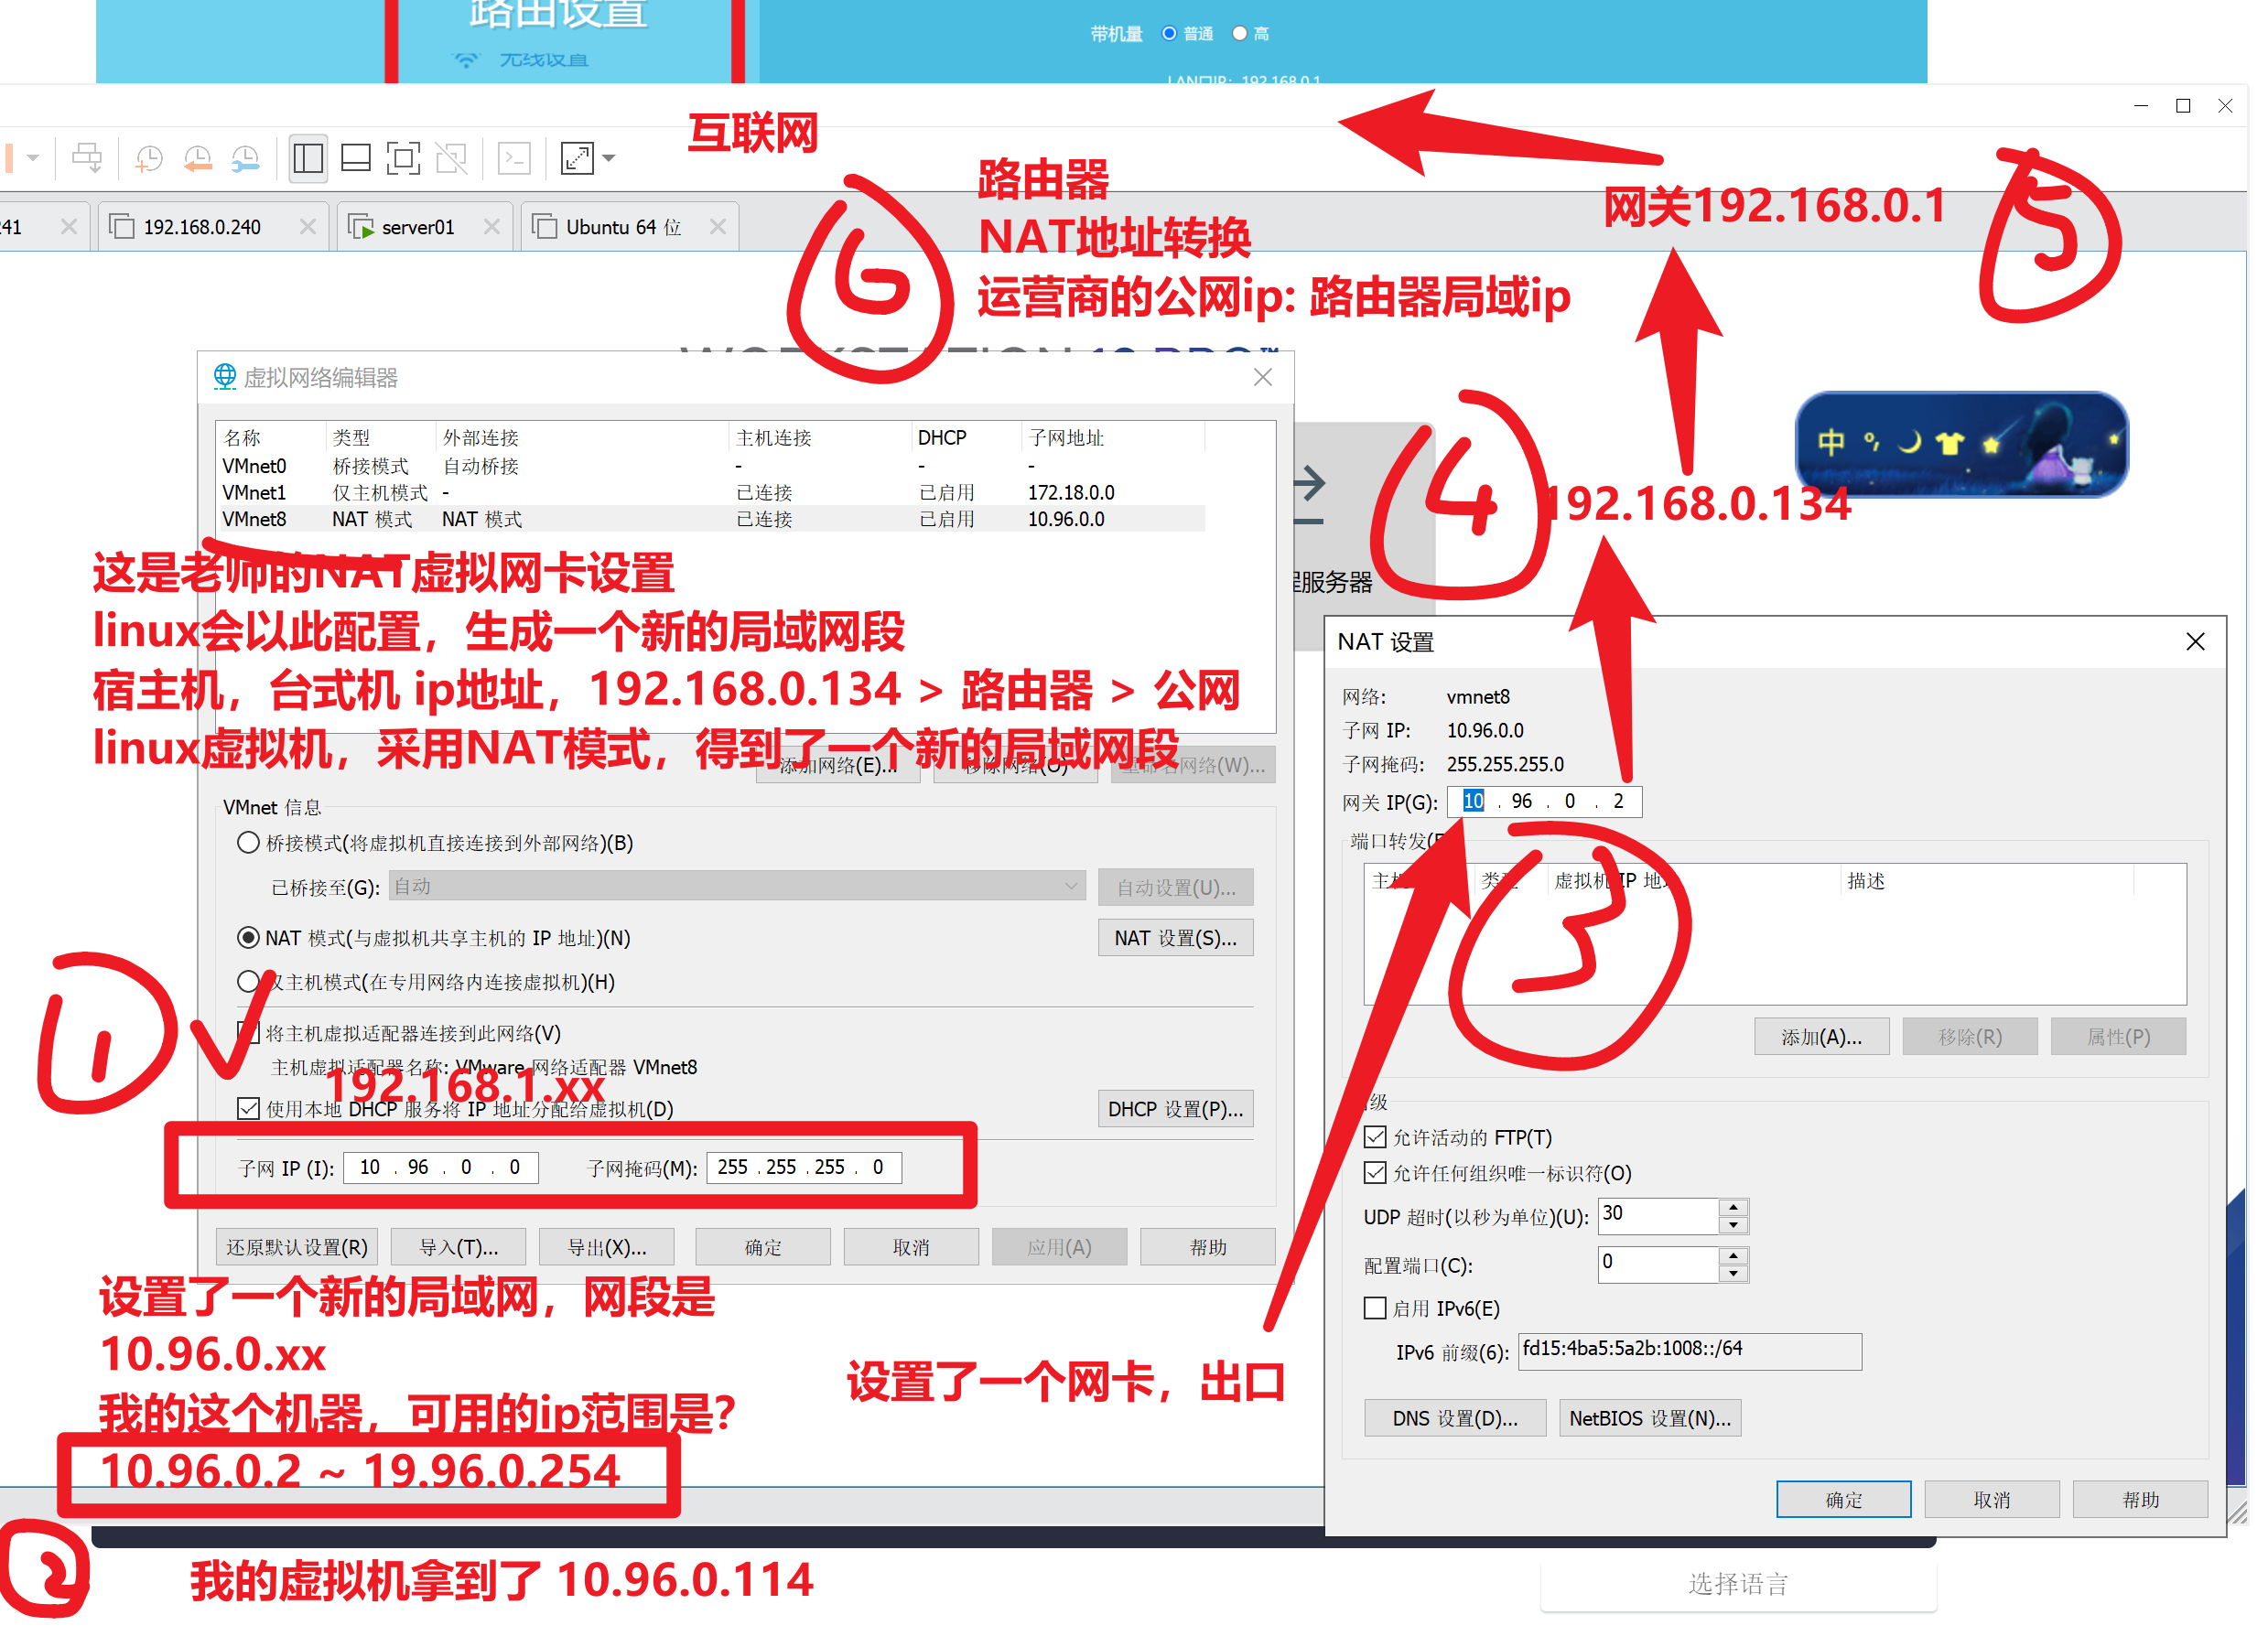 路由设置
无线设置
带机量 普通 高
LAN口IP: 192.168.0.1
互联网
路由器
NAT地址转换
运营商的公网ip: 路由器局域ip
网关192.168.0.1
5
6
241
192.168.0.240
server01
Ubuntu 64 位
虚拟网络编辑器
名称 类型 外部连接 主机连接 DHCP 子网地址
VMnet0 桥接模式 自动桥接 - - -
VMnet1 仅主机模式 - 已连接 已启用 172.18.0.0
VMnet8 NAT 模式 NAT 模式 已连接 已启用 10.96.0.0
中
4
192.168.0.134
程服务器
这是老师的NAT虚拟网卡设置
linux会以此配置，生成一个新的局域网段
宿主机，台式机 ip地址，192.168.0.134 > 路由器 > 公网
linux虚拟机，采用NAT模式，得到了一个新的局域网段
添加网络(E)... 移除网络(O) 重命名网络(W)...
VMnet 信息
桥接模式(将虚拟机直接连接到外部网络)(B)
已桥接至(G): 自动 自动设置(U)...
NAT 模式(与虚拟机共享主机的 IP 地址)(N) NAT 设置(S)...
仅主机模式(在专用网络内连接虚拟机)(H)
1
将主机虚拟适配器连接到此网络(V)
主机虚拟适配器名称: VMware 网络适配器 VMnet8
192.168.1.xx
使用本地 DHCP 服务将 IP 地址分配给虚拟机(D) DHCP 设置(P)...
子网 IP (I): 10 . 96 . 0 . 0 子网掩码(M): 255 . 255 . 255 . 0
还原默认设置(R) 导入(T)... 导出(X)... 确定 取消 应用(A) 帮助
设置了一个新的局域网，网段是
10.96.0.xx
我的这个机器，可用的ip范围是？
10.96.0.2 ~ 19.96.0.254
2
我的虚拟机拿到了 10.96.0.114
设置了一个网卡，出口
NAT 设置
网络: vmnet8
子网 IP: 10.96.0.0
子网掩码: 255.255.255.0
网关 IP(G): 10 . 96 . 0 . 2
端口转发(
3
类型 虚拟机 IP 地 描述
添加(A)... 移除(R) 属性(P)
级
允许活动的 FTP(T)
允许任何组织唯一标识符(O)
UDP 超时(以秒为单位)(U): 30
配置端口(C): 0
启用 IPv6(E)
IPv6 前缀(6): fd15:4ba5:5a2b:1008::/64
DNS 设置(D)... NetBIOS 设置(N)...
确定 取消 帮助
选择语言